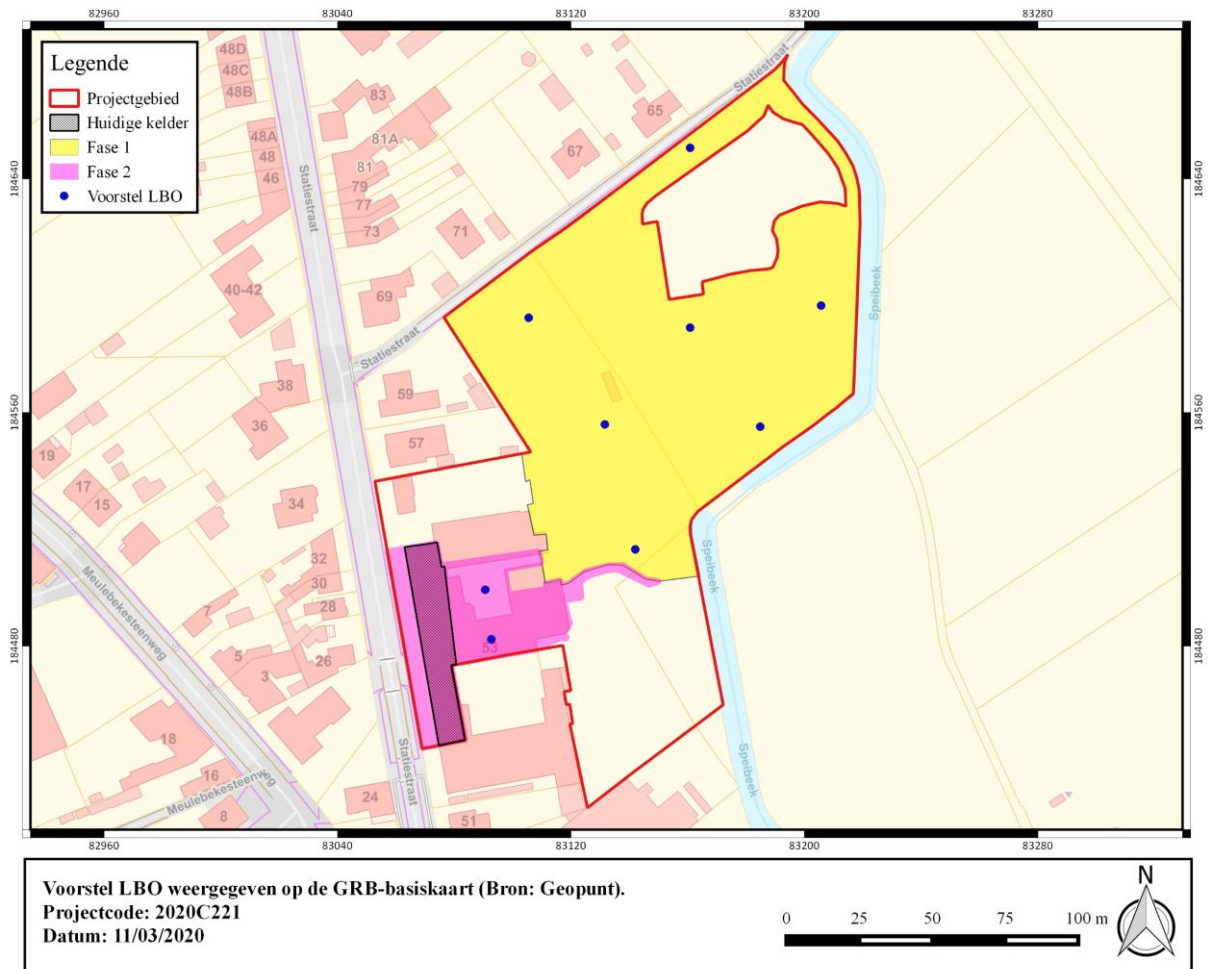 82960 83040 83120 83200 83280
Legende
Projectgebied
Huidige kelder
Fase 1
Fase 2
Voorstel LBO
48D
48C
48B
48A
48
46
83
81A
81
79
77
73
71
69
67
65
Statiestraat
Statiestraat
Statiestraat
184640
184640
40-42
38
36
59
57
Speibeek
184560
184560
19
17
15
34
32
30
28
26
7
5
3
Meulebekesteenweg
53
Speibeek
184480
184480
18
16
8
Meulebekesteenweg
24
51
Statiestraat
Speibeek
82960 83040 83120 83200 83280
Voorstel LBO weergegeven op de GRB-basiskaart (Bron: Geopunt).
Projectcode: 2020C221
Datum: 11/03/2020
0 25 50 75 100 m
N